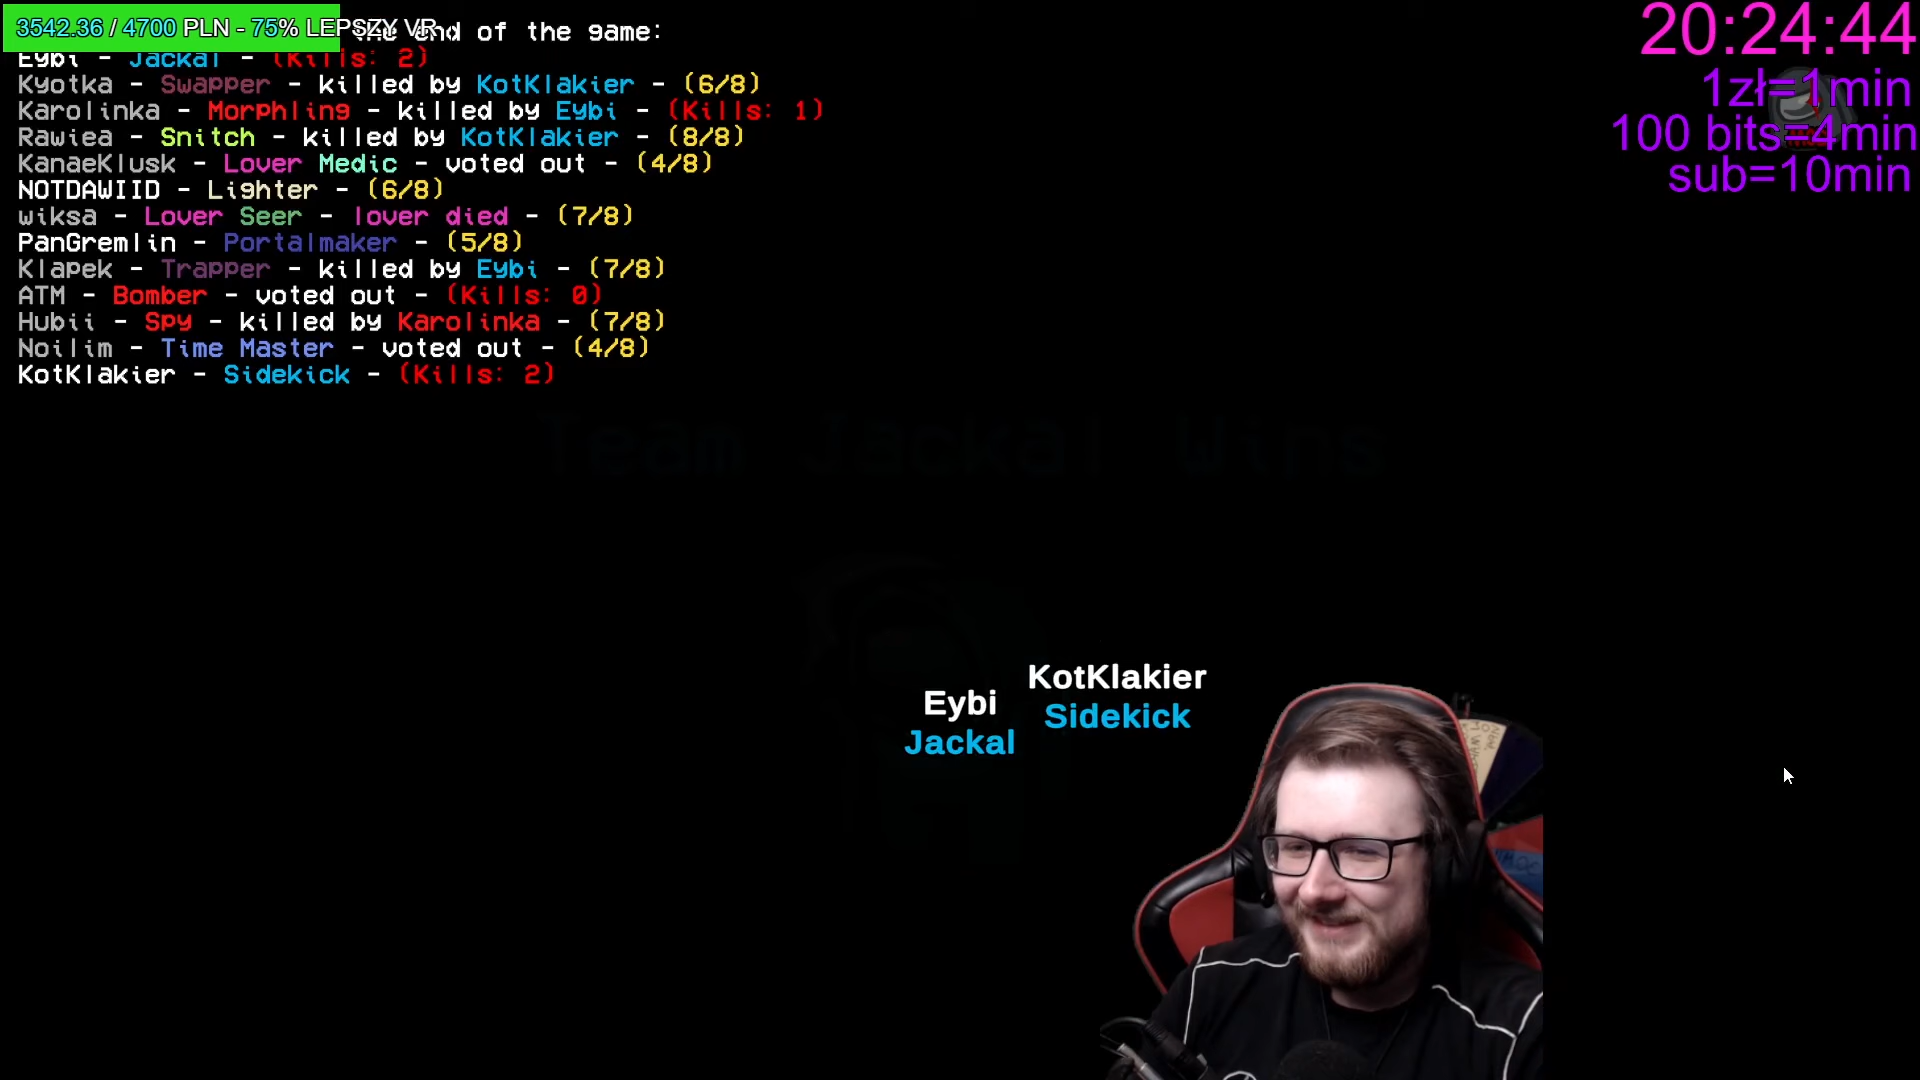 3542.36 / 4700 PLN - 75% LEPSZY VR
the end of the game:
Eybi - Jackal - (Kills: 2)
Kyotka - Swapper - killed by KotKlakier - (6/8)
Karolinka - Morphling - killed by Eybi - (Kills: 1)
Rawiea - Snitch - killed by KotKlakier - (8/8)
KanaeKlusk - Lover Medic - voted out - (4/8)
NOTDAWIID - Lighter - (6/8)
wiksa - Lover Seer - lover died - (7/8)
PanGremlin - Portalmaker - (5/8)
Klapek - Trapper - killed by Eybi - (7/8)
ATM - Bomber - voted out - (Kills: 0)
Hubii - Spy - killed by Karolinka - (7/8)
Noilim - Time Master - voted out - (4/8)
KotKlakier - Sidekick - (Kills: 2)
20:24:44
1zł=1min
100 bits=4min
sub=10min
Team Jackal Wins
KotKlakier
Sidekick
Eybi
Jackal